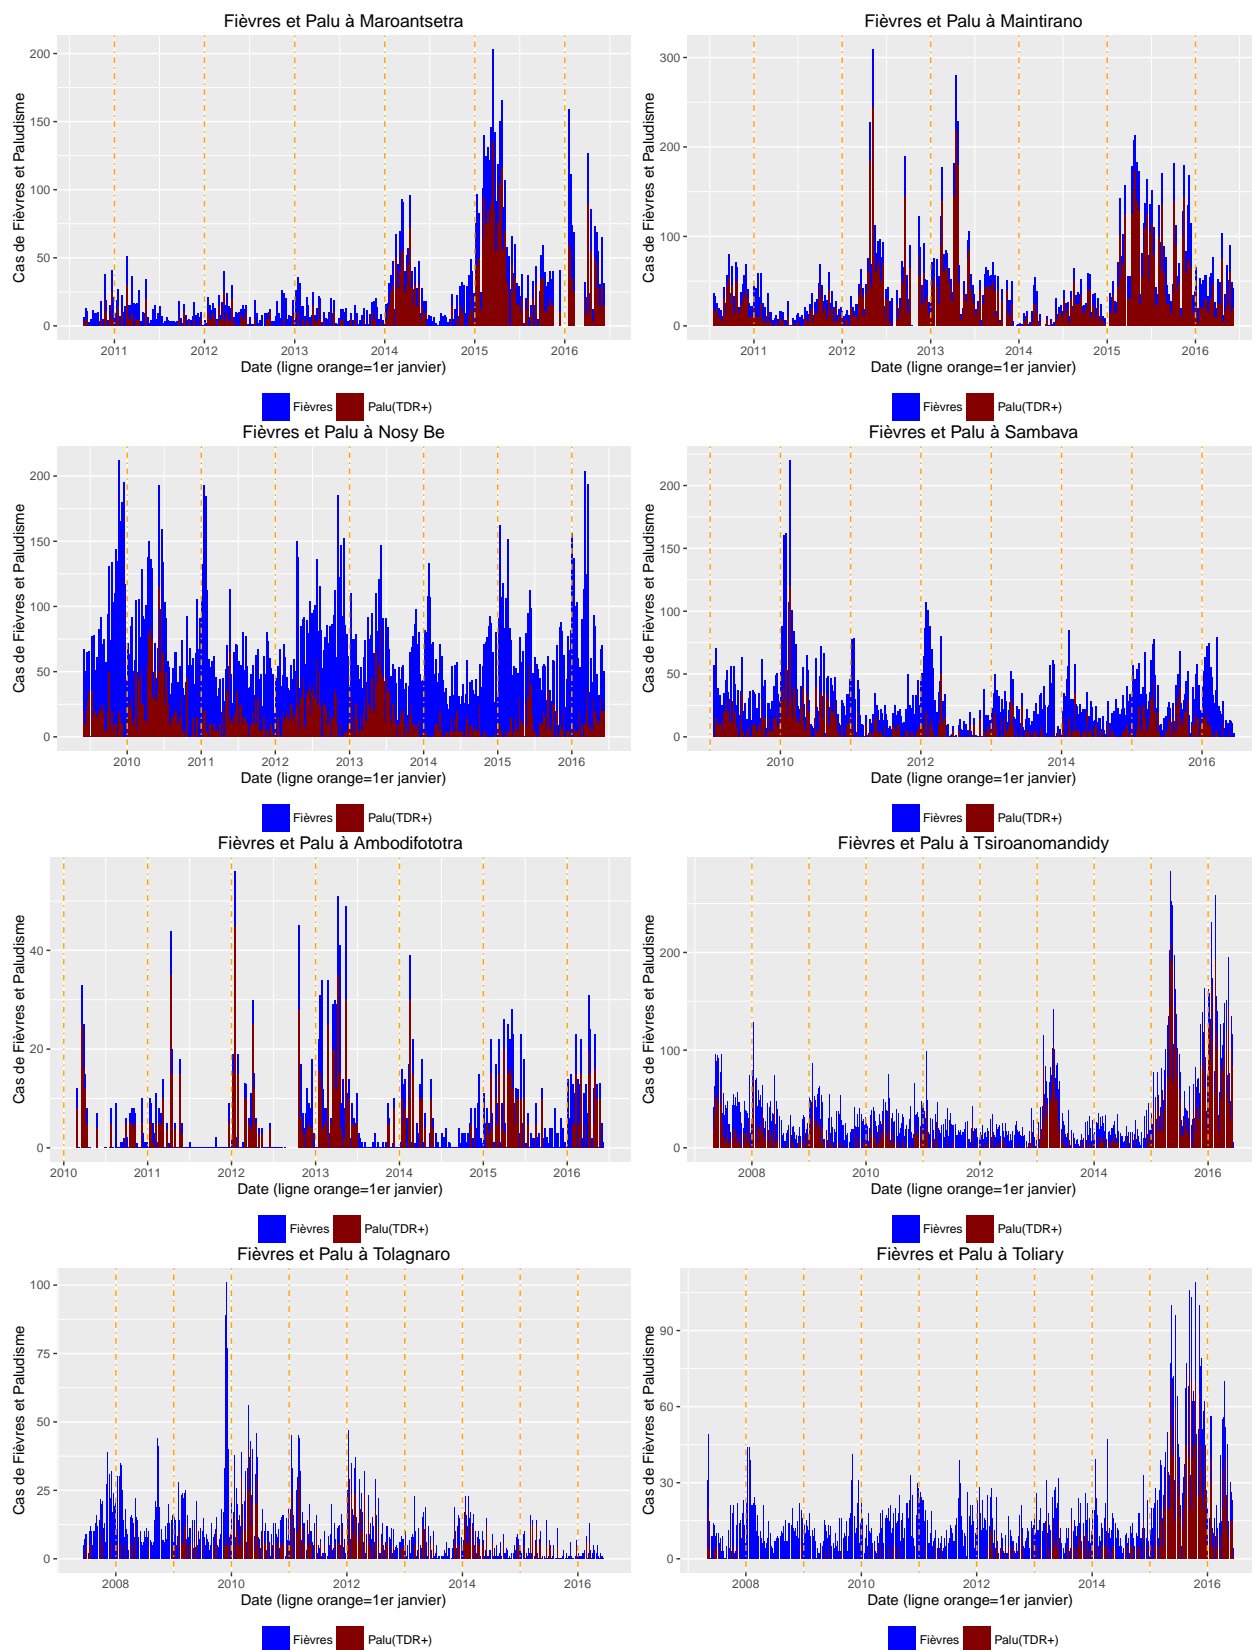 Fièvres et Palu à Maroantsetra
Cas de Fièvres et Paludisme
200
150
100
50
0
2011 2012 2013 2014 2015 2016
Date (ligne orange=1er janvier)
Fièvres Palu(TDR+)
Fièvres et Palu à Maintirano
Cas de Fièvres et Paludisme
300
200
100
0
2011 2012 2013 2014 2015 2016
Date (ligne orange=1er janvier)
Fièvres Palu(TDR+)
Fièvres et Palu à Nosy Be
Cas de Fièvres et Paludisme
200
150
100
50
0
2010 2011 2012 2013 2014 2015 2016
Date (ligne orange=1er janvier)
Fièvres Palu(TDR+)
Fièvres et Palu à Sambava
Cas de Fièvres et Paludisme
200
150
100
50
0
2010 2012 2014 2016
Date (ligne orange=1er janvier)
Fièvres Palu(TDR+)
Fièvres et Palu à Ambodifototra
Cas de Fièvres et Paludisme
40
20
0
2010 2011 2012 2013 2014 2015 2016
Date (ligne orange=1er janvier)
Fièvres Palu(TDR+)
Fièvres et Palu à Tsiroanomandidy
Cas de Fièvres et Paludisme
200
100
0
2008 2010 2012 2014 2016
Date (ligne orange=1er janvier)
Fièvres Palu(TDR+)
Fièvres et Palu à Tolagnaro
Cas de Fièvres et Paludisme
100
75
50
25
0
2008 2010 2012 2014 2016
Date (ligne orange=1er janvier)
Fièvres Palu(TDR+)
Fièvres et Palu à Toliary
Cas de Fièvres et Paludisme
90
60
30
0
2008 2010 2012 2014 2016
Date (ligne orange=1er janvier)
Fièvres Palu(TDR+)